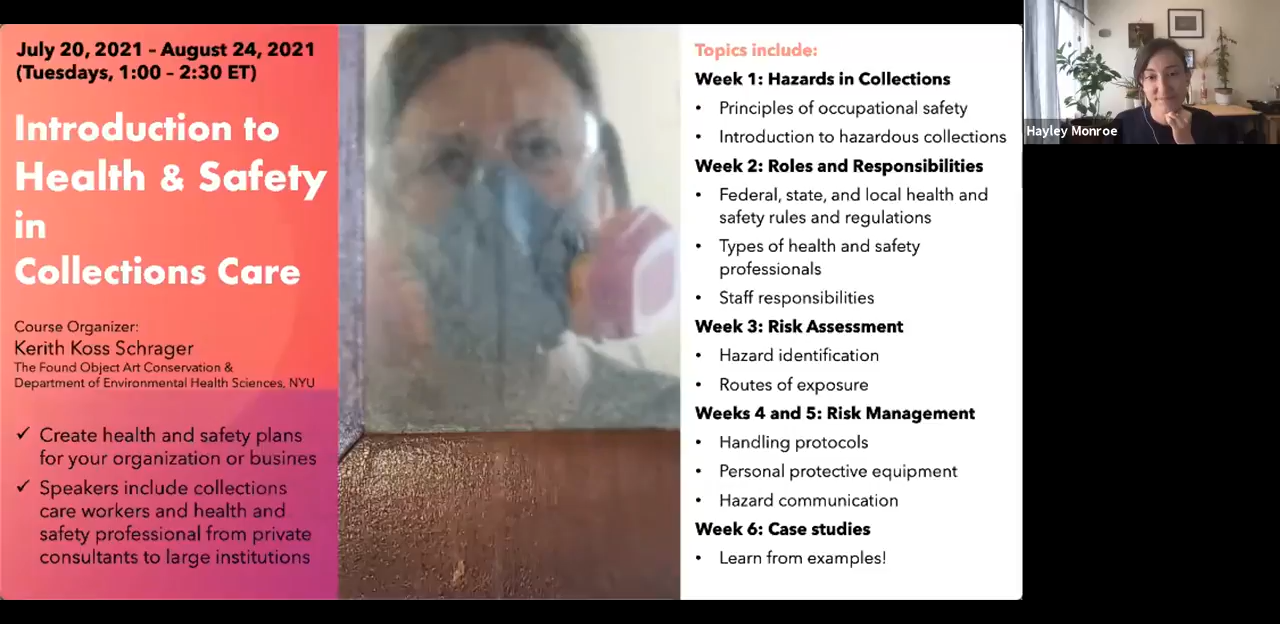 July 20, 2021 – August 24, 2021
(Tuesdays, 1:00 – 2:30 ET)
Introduction to
Health & Safety
in
Collections Care
Course Organizer:
Kerith Koss Schrager
The Found Object Art Conservation &
Department of Environmental Health Sciences, NYU
✓ Create health and safety plans
for your organization or busines
✓ Speakers include collections
care workers and health and
safety professional from private
consultants to large institutions
Topics include:
Week 1: Hazards in Collections
• Principles of occupational safety
• Introduction to hazardous collections
Week 2: Roles and Responsibilities
• Federal, state, and local health and
safety rules and regulations
• Types of health and safety
professionals
• Staff responsibilities
Week 3: Risk Assessment
• Hazard identification
• Routes of exposure
Weeks 4 and 5: Risk Management
• Handling protocols
• Personal protective equipment
• Hazard communication
Week 6: Case studies
• Learn from examples!
Hayley Monroe